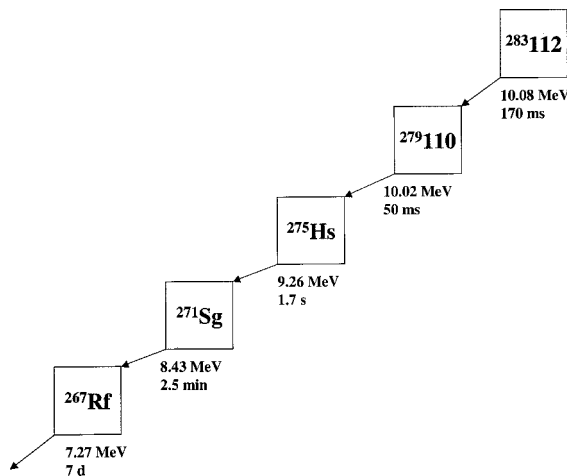 ²⁸³112
10.08 MeV
170 ms
²⁷⁹110
10.02 MeV
50 ms
²⁷⁵Hs
9.26 MeV
1.7 s
²⁷¹Sg
8.43 MeV
2.5 min
²⁶⁷Rf
7.27 MeV
7 d